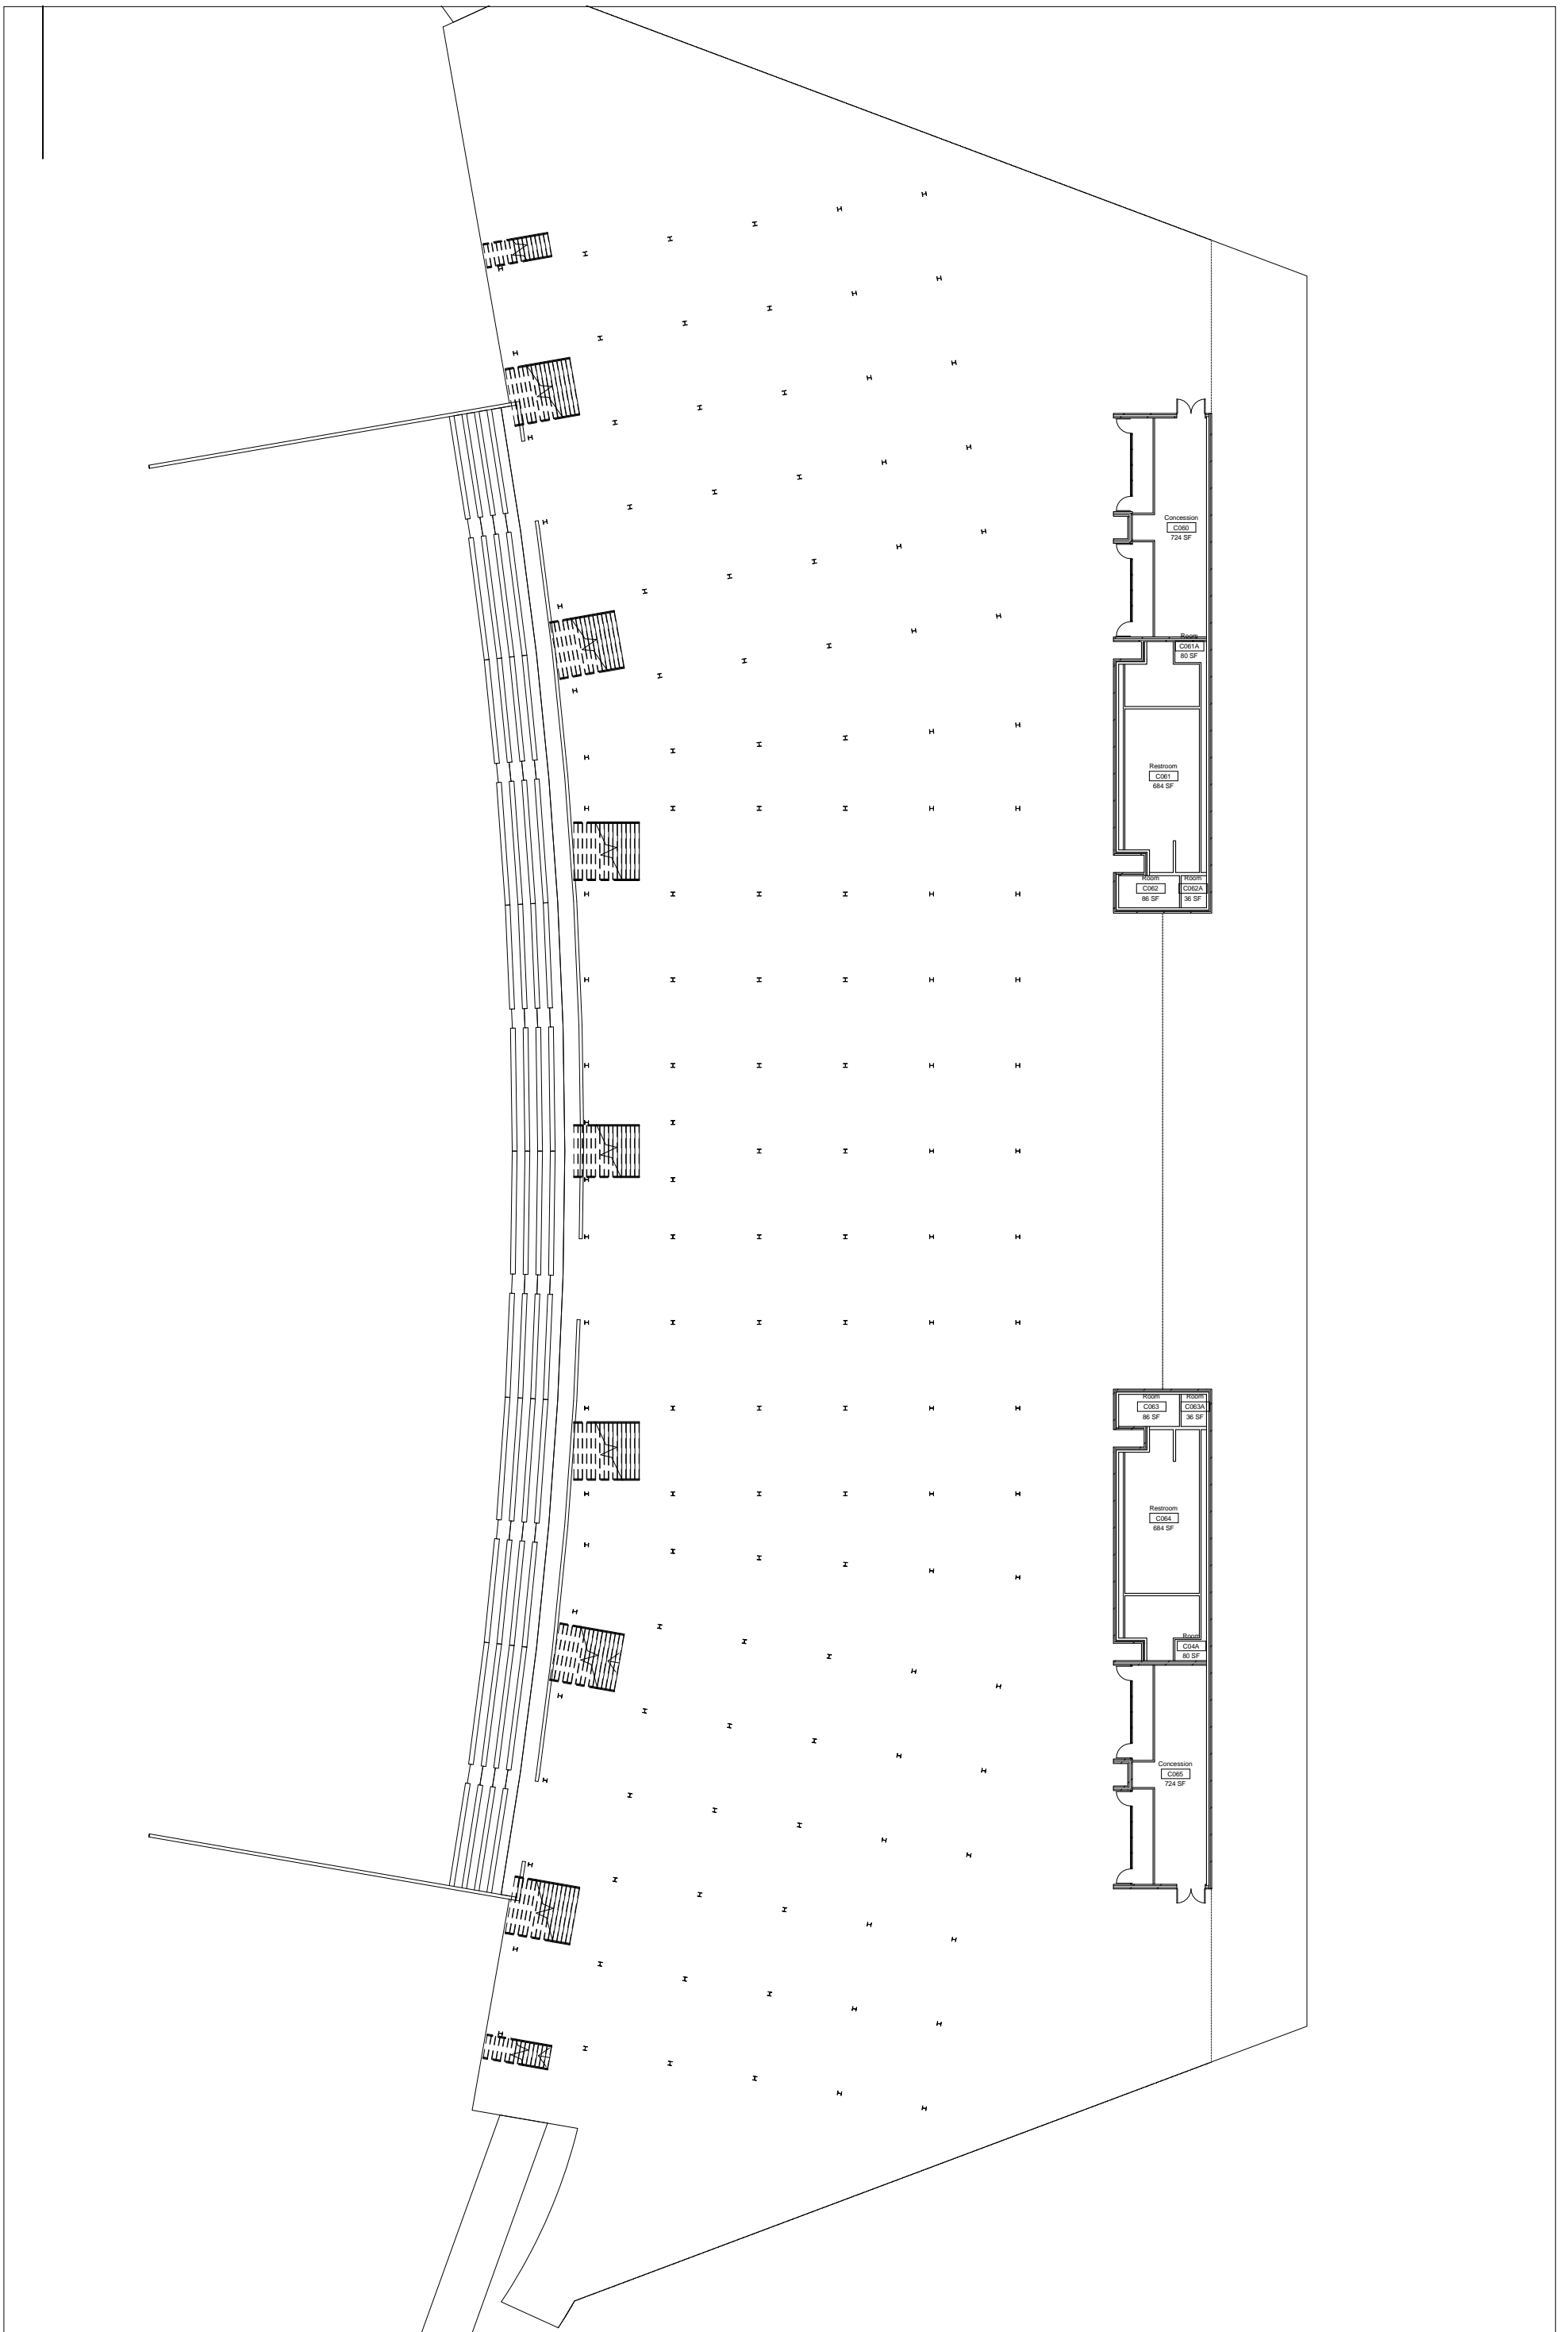 Concession
C060
724 SF
Room
C061A
80 SF
Restroom
C061
684 SF
Room
C062
86 SF
Room
C062A
36 SF
Room
C063
86 SF
Room
C063A
36 SF
Restroom
C064
684 SF
Room
C04A
80 SF
Concession
C065
724 SF